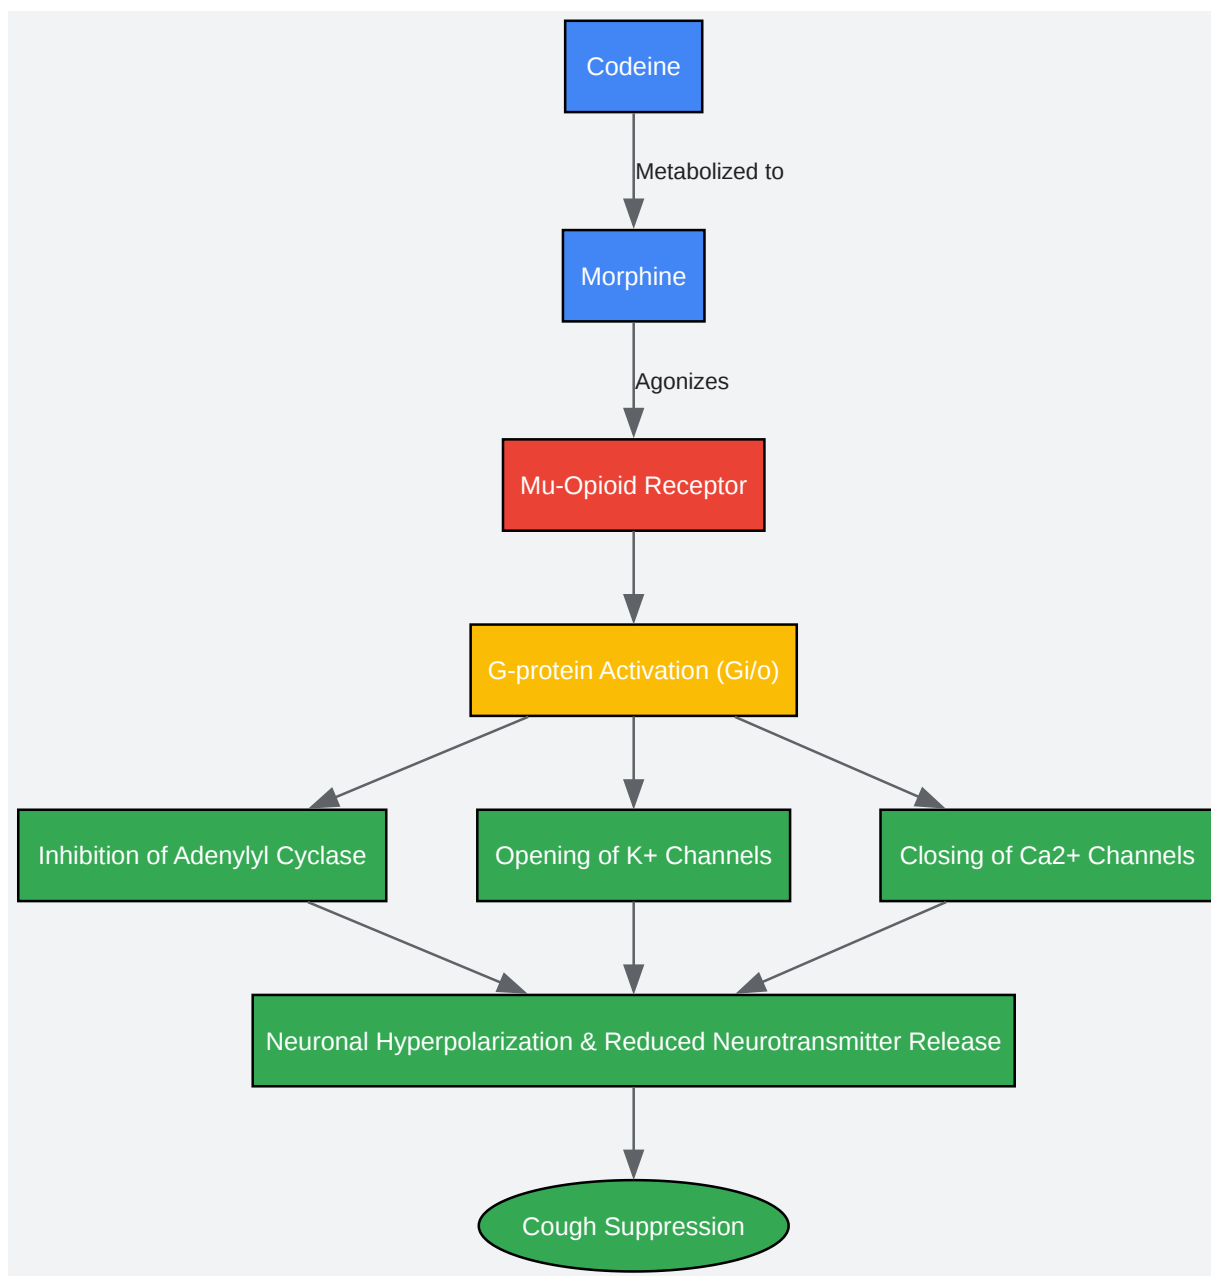 Codeine
Metabolized to
Morphine
Agonizes
Mu-Opioid Receptor
G-protein Activation (Gi/o)
Inhibition of Adenylyl Cyclase
Opening of K+ Channels
Closing of Ca2+ Channels
Neuronal Hyperpolarization & Reduced Neurotransmitter Release
Cough Suppression